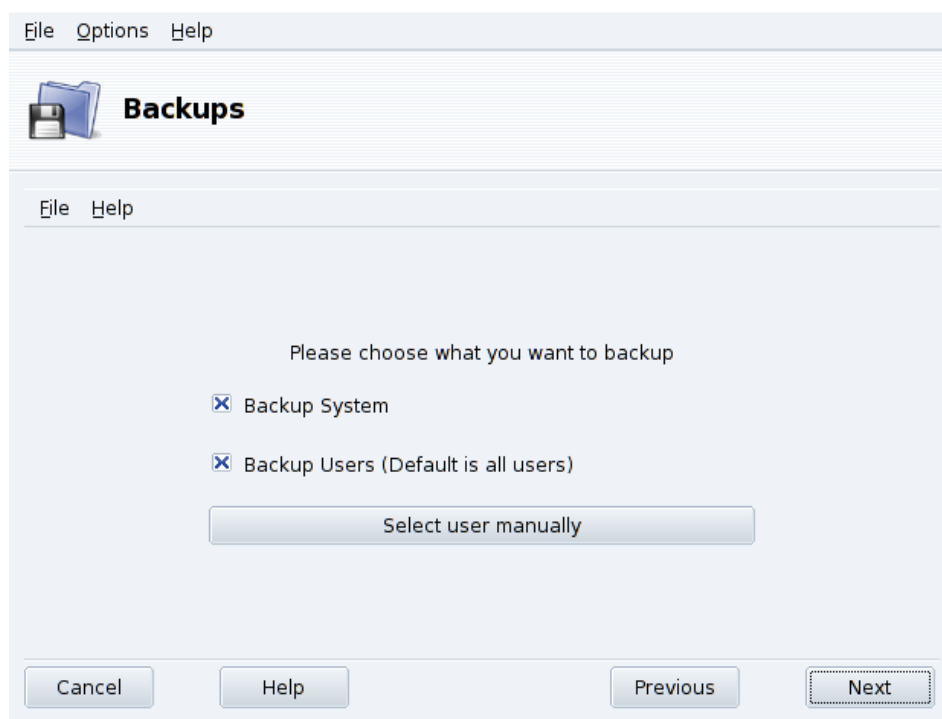 File Options Help
Backups
File Help
Please choose what you want to backup
Backup System
Backup Users (Default is all users)
Select user manually
Cancel Help Previous Next